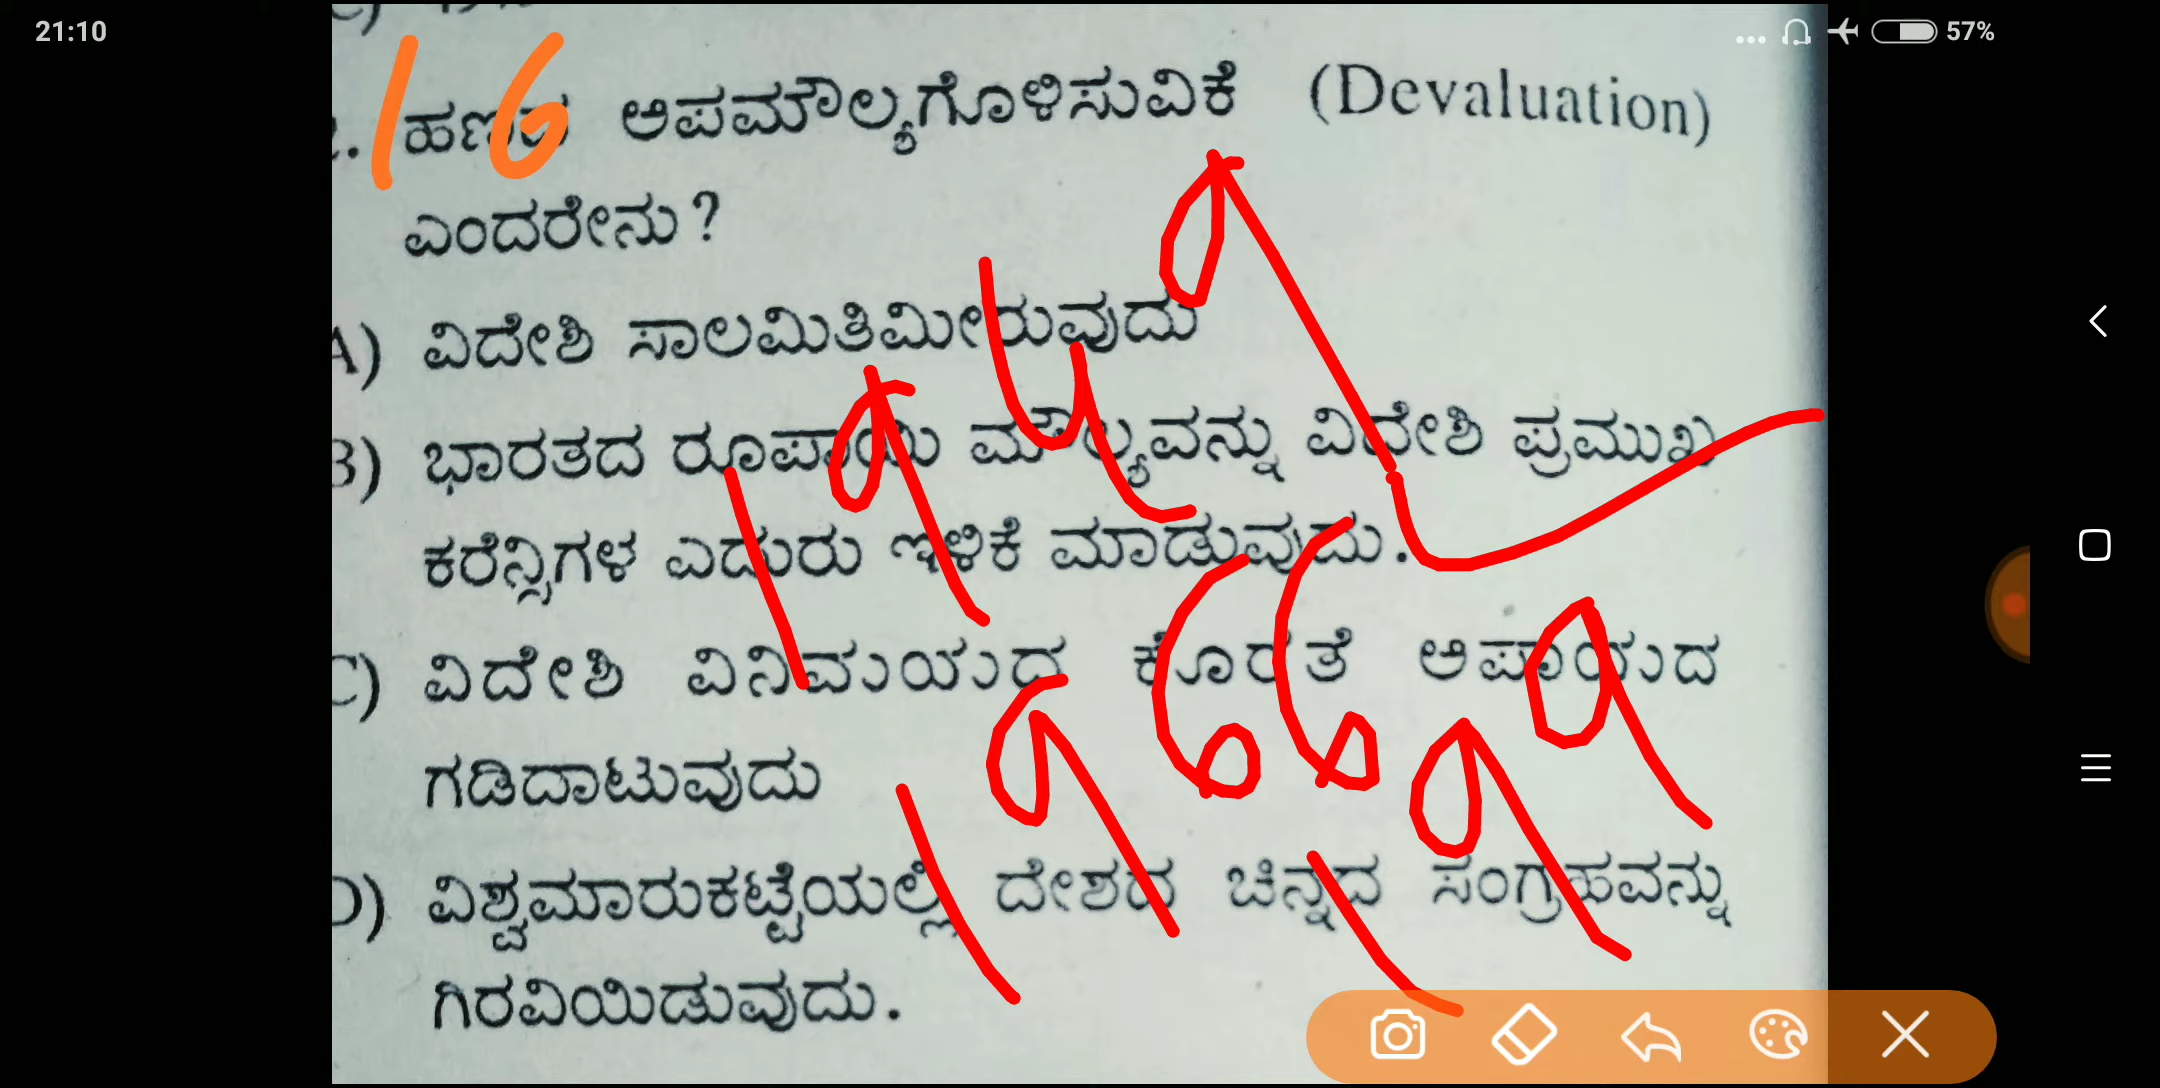 21:10
57%
16
ಹಣದ ಅಪಮೌಲ್ಯಗೊಳಿಸುವಿಕೆ (Devaluation)
ಎಂದರೇನು?
A) ವಿದೇಶಿ ಸಾಲಮಿತಿಮೀರುವುದು
B) ಭಾರತದ ರೂಪಾಯಿ ಮೌಲ್ಯವನ್ನು ವಿದೇಶಿ ಪ್ರಮುಖ
ಕರೆನ್ಸಿಗಳ ಎದುರು ಇಳಿಕೆ ಮಾಡುವುದು.
C) ವಿದೇಶಿ ವಿನಿಮಯದ ಕೊರತೆ ಅಪಾಯದ
ಗಡಿದಾಟುವುದು
D) ವಿಶ್ವಮಾರುಕಟ್ಟೆಯಲ್ಲಿ ದೇಶದ ಚಿನ್ನದ ಸಂಗ್ರಹವನ್ನು
ಗಿರವಿಯಿಡುವುದು.
1949
1966
1991